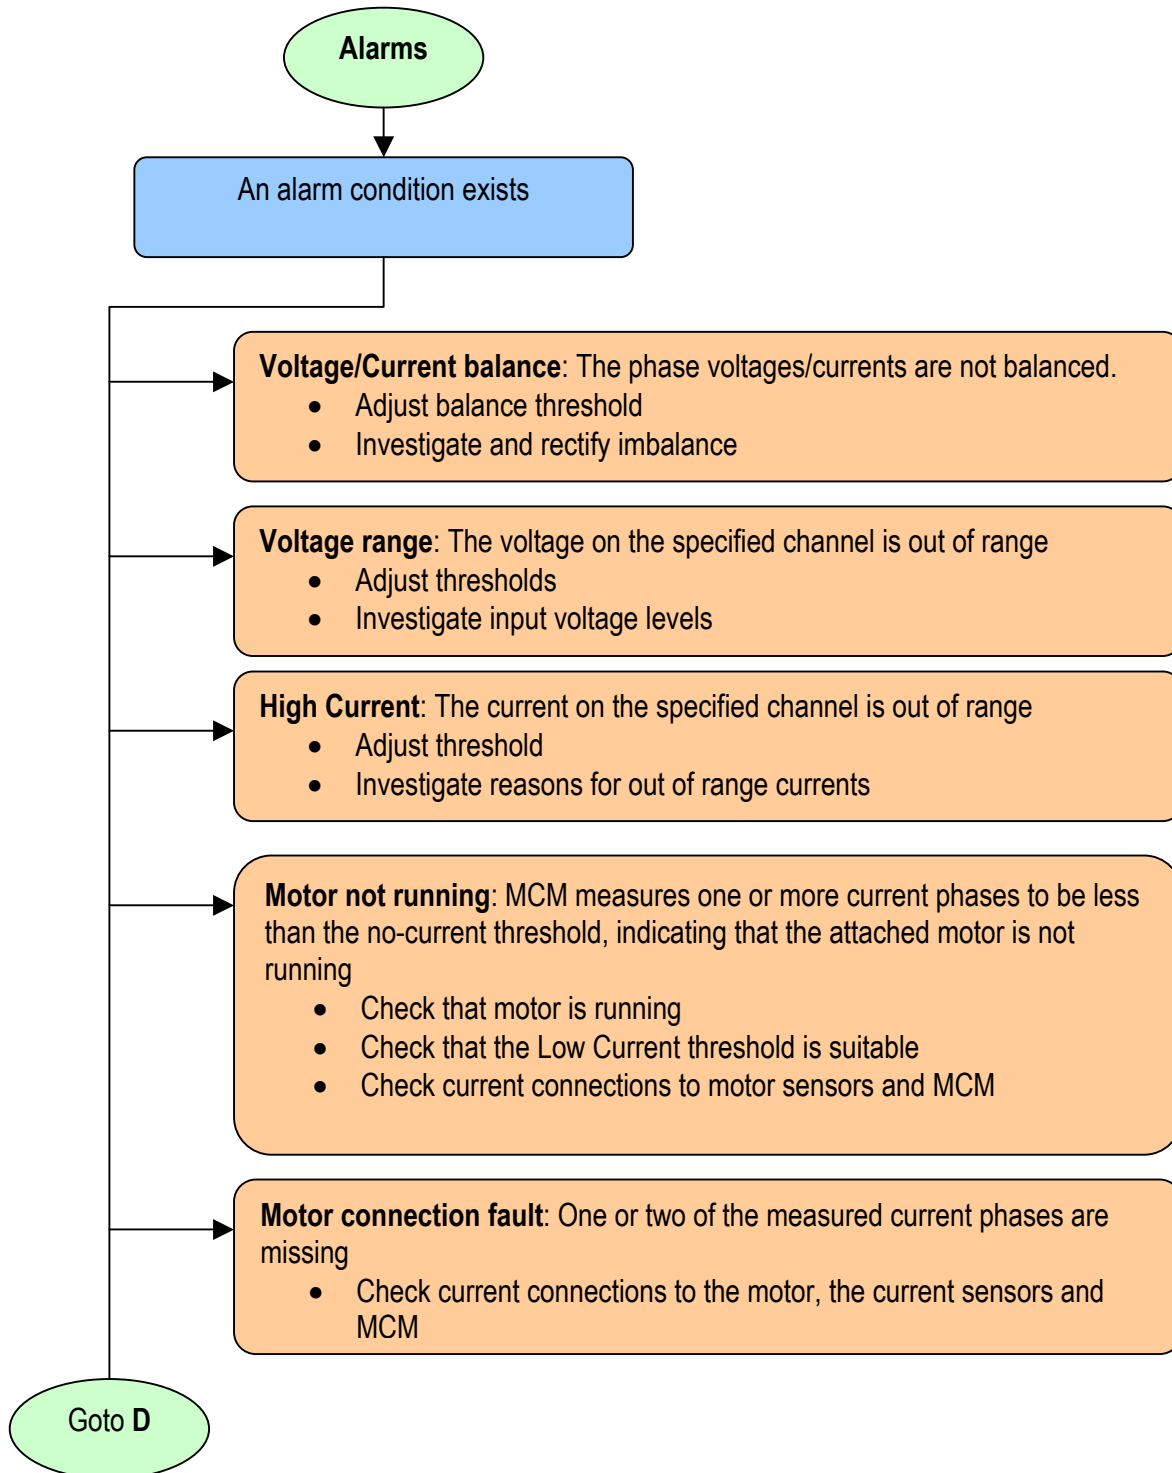 Alarms
An alarm condition exists
Voltage/Current balance: The phase voltages/currents are not balanced.
• Adjust balance threshold
• Investigate and rectify imbalance
Voltage range: The voltage on the specified channel is out of range
• Adjust thresholds
• Investigate input voltage levels
High Current: The current on the specified channel is out of range
• Adjust threshold
• Investigate reasons for out of range currents
Motor not running: MCM measures one or more current phases to be less
than the no-current threshold, indicating that the attached motor is not
running
• Check that motor is running
• Check that the Low Current threshold is suitable
• Check current connections to motor sensors and MCM
Motor connection fault: One or two of the measured current phases are
missing
• Check current connections to the motor, the current sensors and
MCM
Goto D